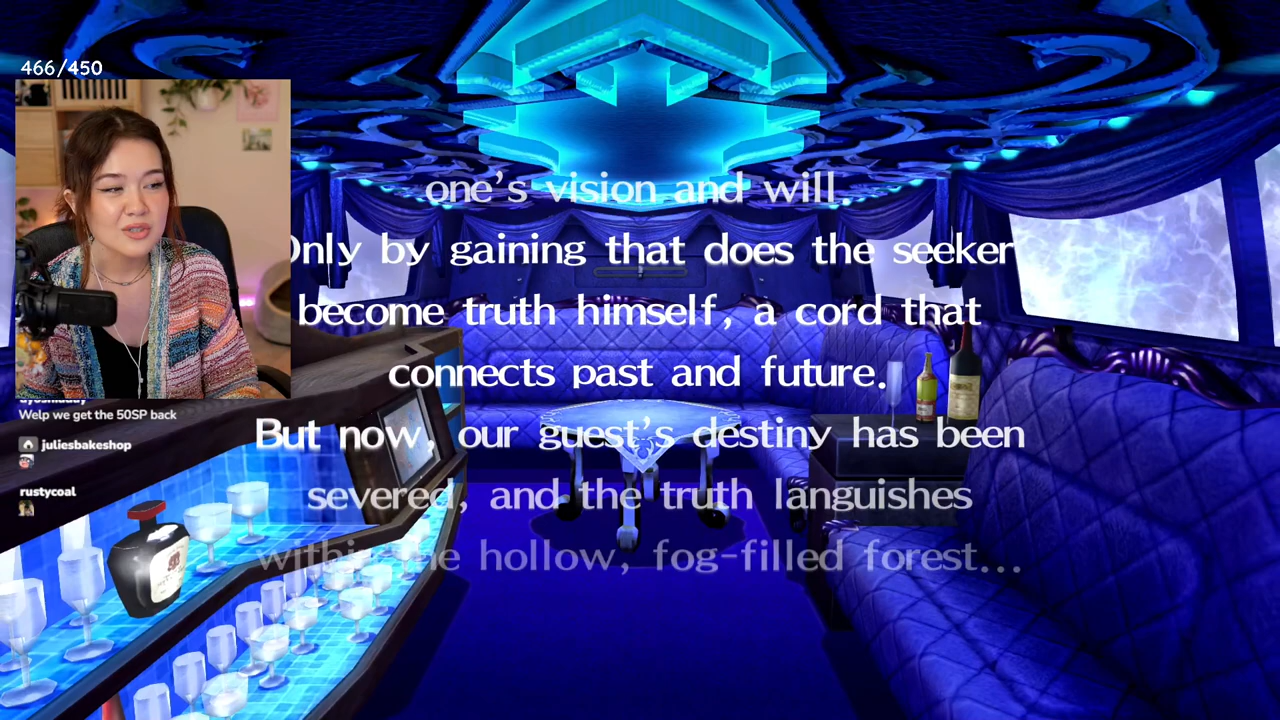 466/450
one's vision and will.
Only by gaining that does the seeker
become truth himself, a cord that
connects past and future.
But now, our guest's destiny has been
severed, and the truth languishes
within the hollow, fog-filled forest...
Welp we get the 50SP back
juliesbakeshop
rustycoal